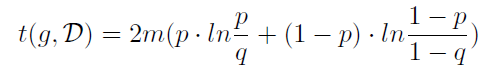 t(g, 𝒟) = 2m(p · ln p/q + (1 − p) · ln (1 − p)/(1 − q))